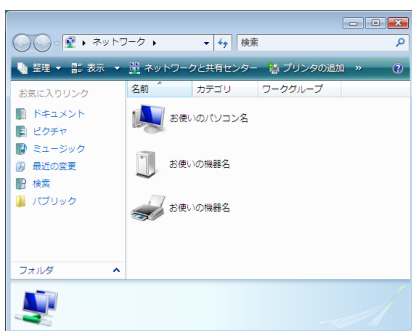 ネットワーク
検索
整理 表示 ネットワークと共有センター プリンタの追加 »
お気に入りリンク
ドキュメント
ピクチャ
ミュージック
最近の変更
検索
パブリック
フォルダ
名前 カテゴリ ワークグループ
お使いのパソコン名
お使いの機器名
お使いの機器名